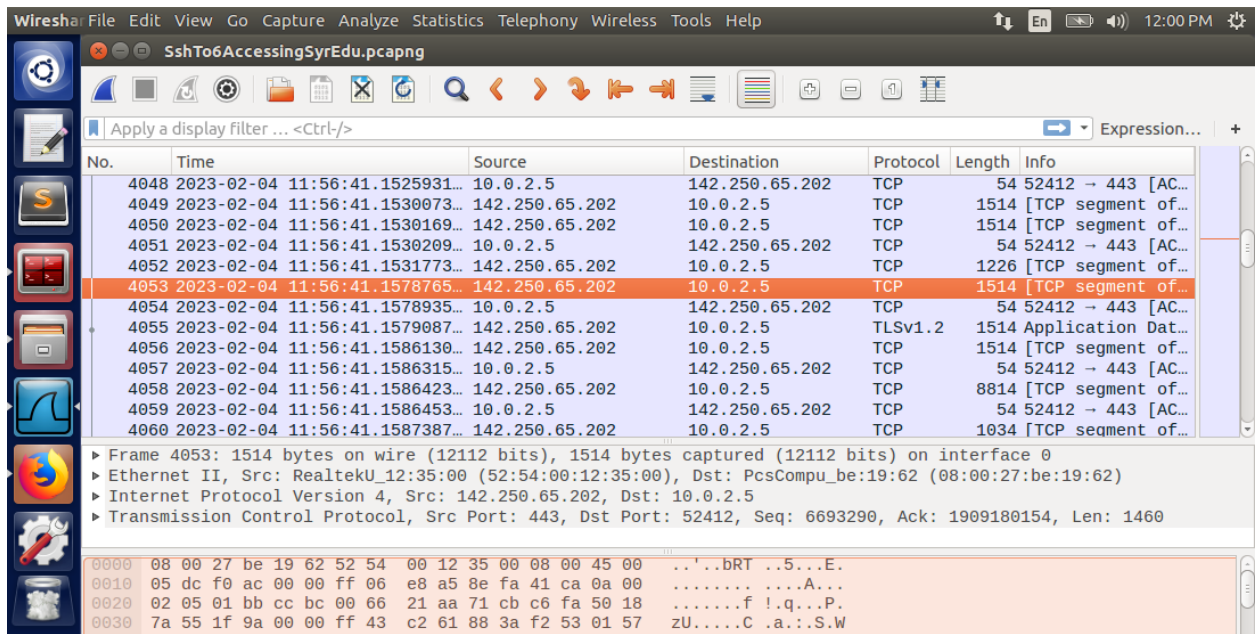 Wireshar File Edit View Go Capture Analyze Statistics Telephony Wireless Tools Help En 12:00 PM
SshTo6AccessingSyrEdu.pcapng
Apply a display filter … <Ctrl-/> Expression… +
No. Time Source Destination Protocol Length Info
4048 2023-02-04 11:56:41.1525931… 10.0.2.5 142.250.65.202 TCP 54 52412 → 443 [AC…
4049 2023-02-04 11:56:41.1530073… 142.250.65.202 10.0.2.5 TCP 1514 [TCP segment of…
4050 2023-02-04 11:56:41.1530169… 142.250.65.202 10.0.2.5 TCP 1514 [TCP segment of…
4051 2023-02-04 11:56:41.1530209… 10.0.2.5 142.250.65.202 TCP 54 52412 → 443 [AC…
4052 2023-02-04 11:56:41.1531773… 142.250.65.202 10.0.2.5 TCP 1226 [TCP segment of…
4053 2023-02-04 11:56:41.1578765… 142.250.65.202 10.0.2.5 TCP 1514 [TCP segment of…
4054 2023-02-04 11:56:41.1578935… 10.0.2.5 142.250.65.202 TCP 54 52412 → 443 [AC…
4055 2023-02-04 11:56:41.1579087… 142.250.65.202 10.0.2.5 TLSv1.2 1514 Application Dat…
4056 2023-02-04 11:56:41.1586130… 142.250.65.202 10.0.2.5 TCP 1514 [TCP segment of…
4057 2023-02-04 11:56:41.1586315… 10.0.2.5 142.250.65.202 TCP 54 52412 → 443 [AC…
4058 2023-02-04 11:56:41.1586423… 142.250.65.202 10.0.2.5 TCP 8814 [TCP segment of…
4059 2023-02-04 11:56:41.1586453… 10.0.2.5 142.250.65.202 TCP 54 52412 → 443 [AC…
4060 2023-02-04 11:56:41.1587387… 142.250.65.202 10.0.2.5 TCP 1034 [TCP segment of…
Frame 4053: 1514 bytes on wire (12112 bits), 1514 bytes captured (12112 bits) on interface 0
Ethernet II, Src: RealtekU_12:35:00 (52:54:00:12:35:00), Dst: PcsCompu_be:19:62 (08:00:27:be:19:62)
Internet Protocol Version 4, Src: 142.250.65.202, Dst: 10.0.2.5
Transmission Control Protocol, Src Port: 443, Dst Port: 52412, Seq: 6693290, Ack: 1909180154, Len: 1460
0000 08 00 27 be 19 62 52 54 00 12 35 00 08 00 45 00 ..'..bRT ..5...E.
0010 05 dc f0 ac 00 00 ff 06 e8 a5 8e fa 41 ca 0a 00 ........ ....A...
0020 02 05 01 bb cc bc 00 66 21 aa 71 cb c6 fa 50 18 .......f !.q...P.
0030 7a 55 1f 9a 00 00 ff 43 c2 61 88 3a f2 53 01 57 zU.....C .a.:.S.W